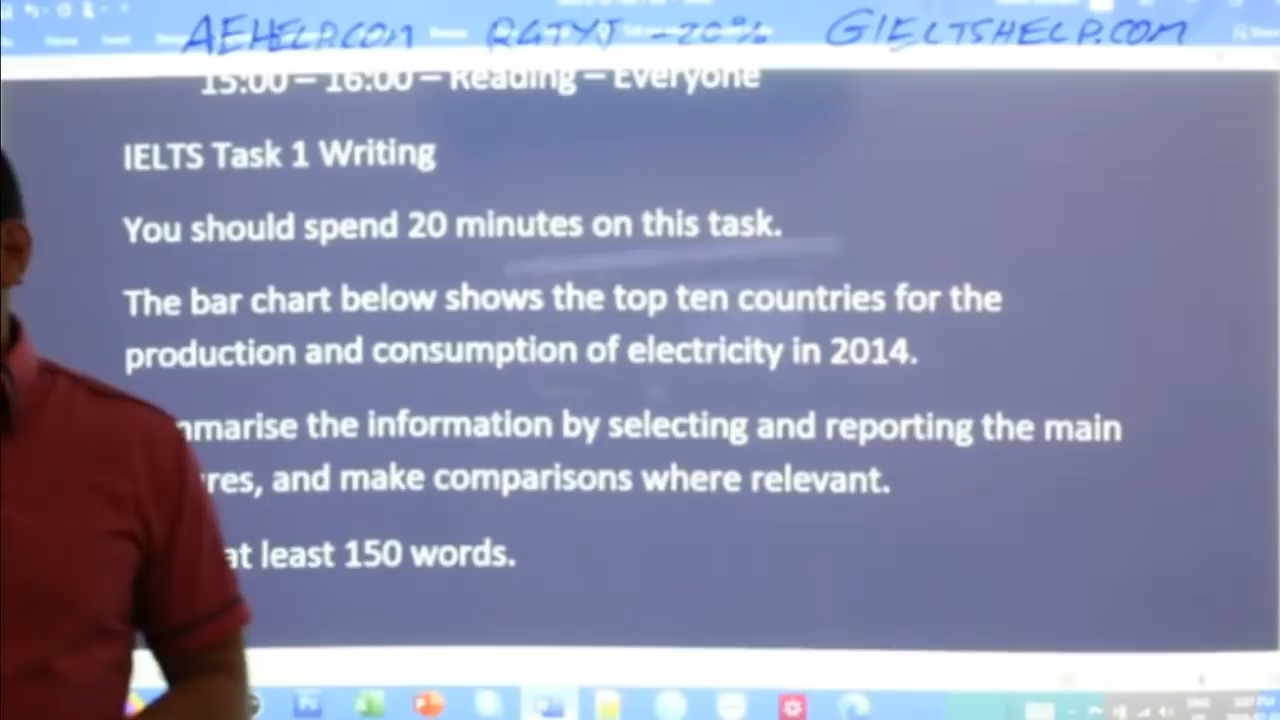 AEHELP.COM R4TYJ -20% GIELTSHELP.COM
15:00 – 16:00 – Reading – Everyone
IELTS Task 1 Writing
You should spend 20 minutes on this task.
The bar chart below shows the top ten countries for the
production and consumption of electricity in 2014.
mmarise the information by selecting and reporting the main
res, and make comparisons where relevant.
at least 150 words.